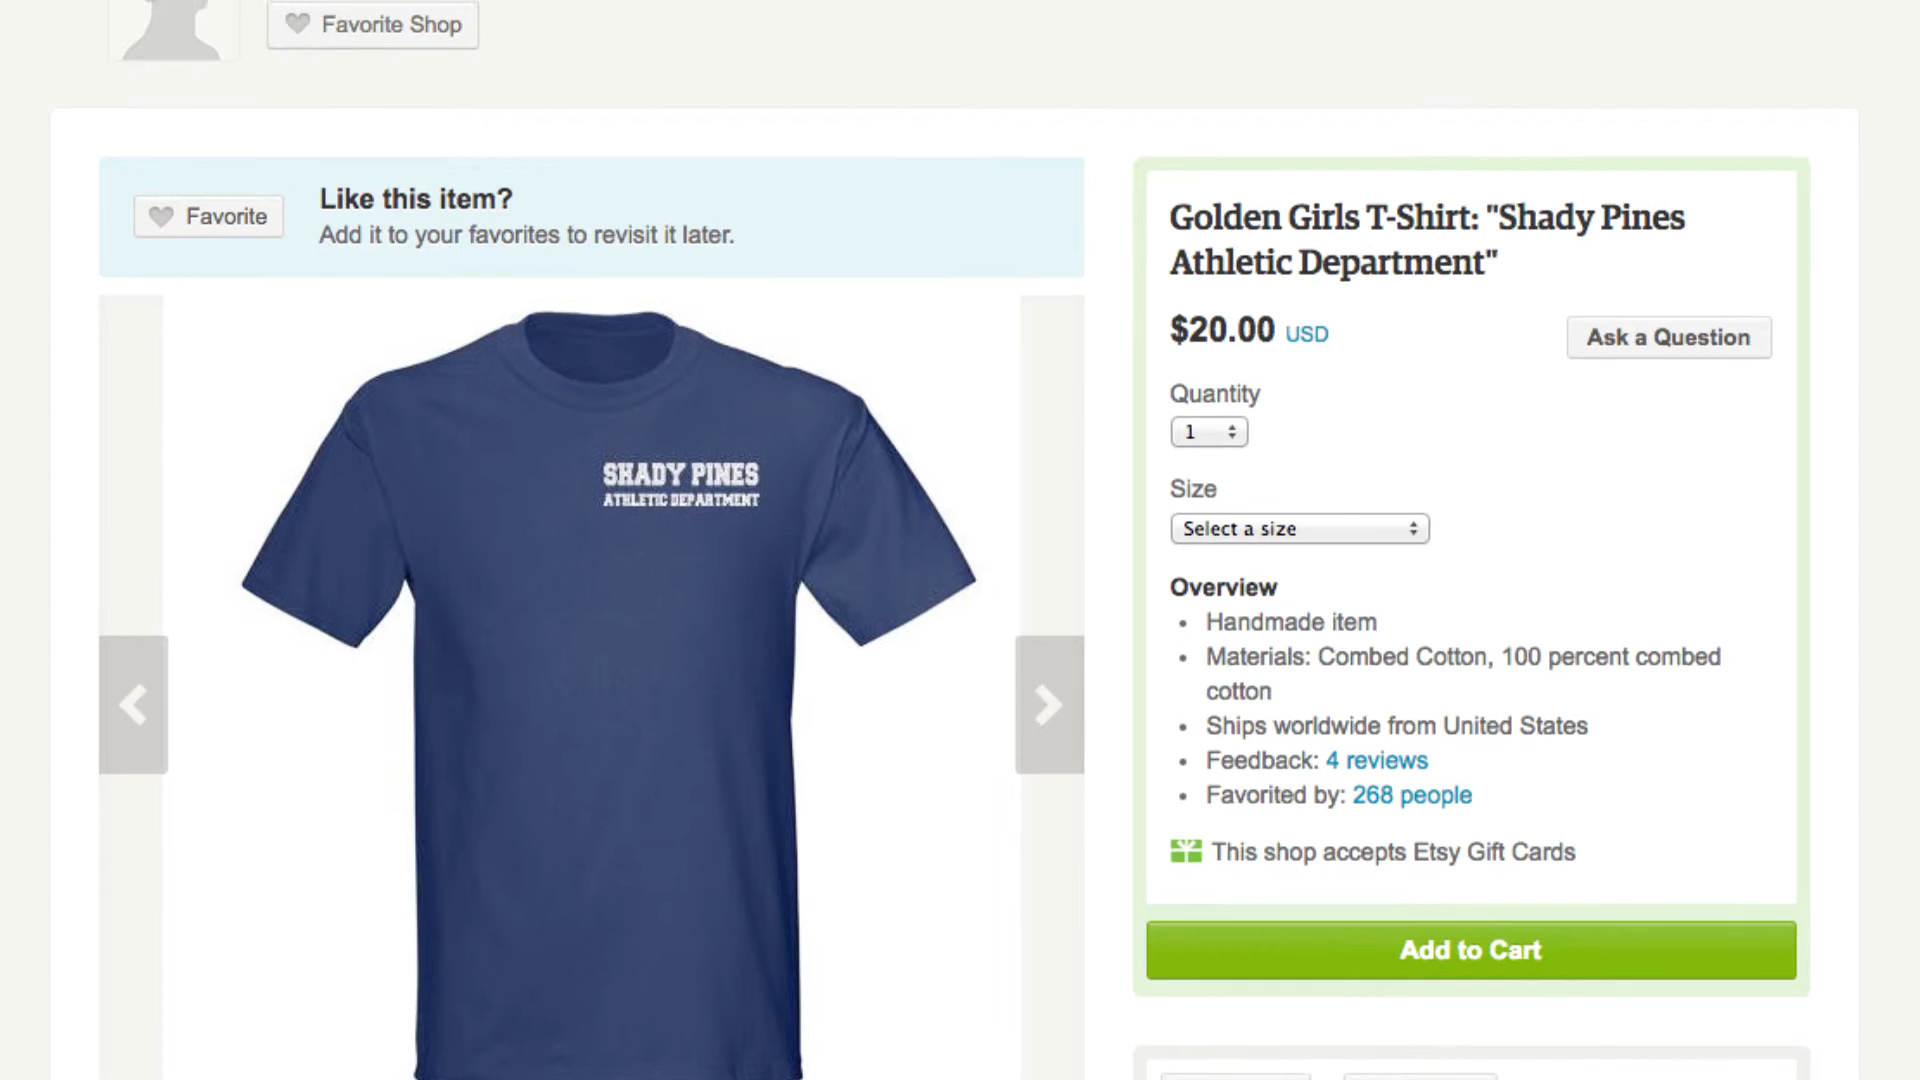 Favorite Shop
Favorite
Like this item?
Add it to your favorites to revisit it later.
SHADY PINES
ATHLETIC DEPARTMENT
Golden Girls T-Shirt: "Shady Pines
Athletic Department"
$20.00 USD
Ask a Question
Quantity
1
Size
Select a size
Overview
Handmade item
Materials: Combed Cotton, 100 percent combed
cotton
Ships worldwide from United States
Feedback: 4 reviews
Favorited by: 268 people
This shop accepts Etsy Gift Cards
Add to Cart